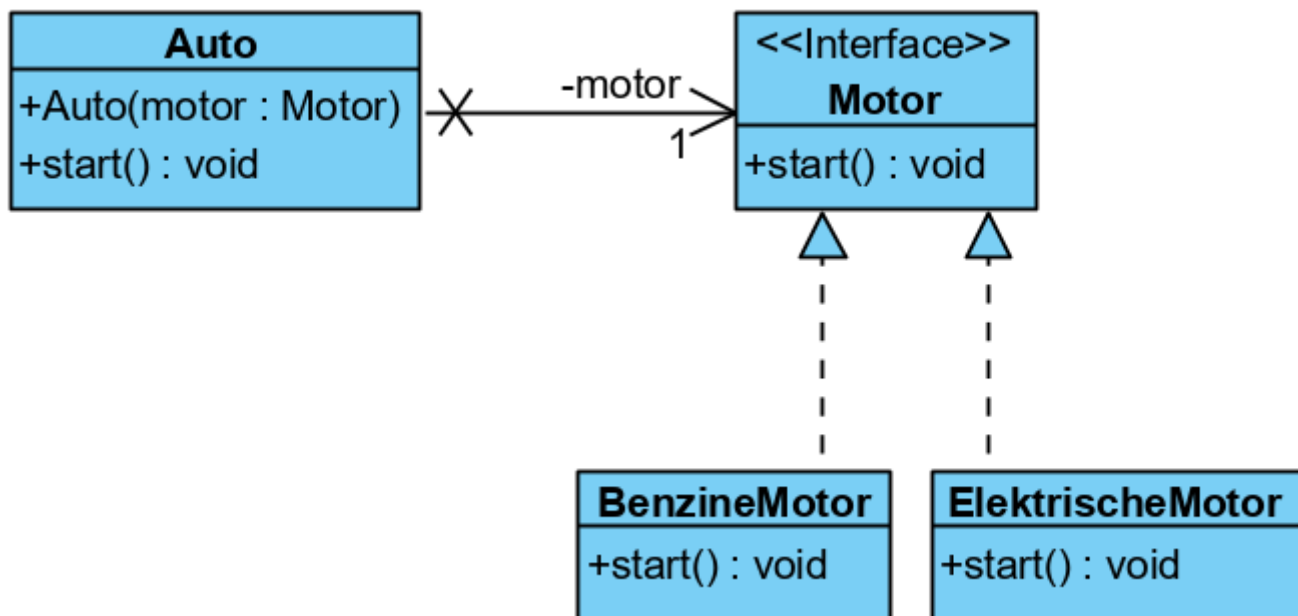 Auto
+Auto(motor : Motor)
+start() : void
-motor
1
<<Interface>>
Motor
+start() : void
BenzineMotor
+start() : void
ElektrischeMotor
+start() : void